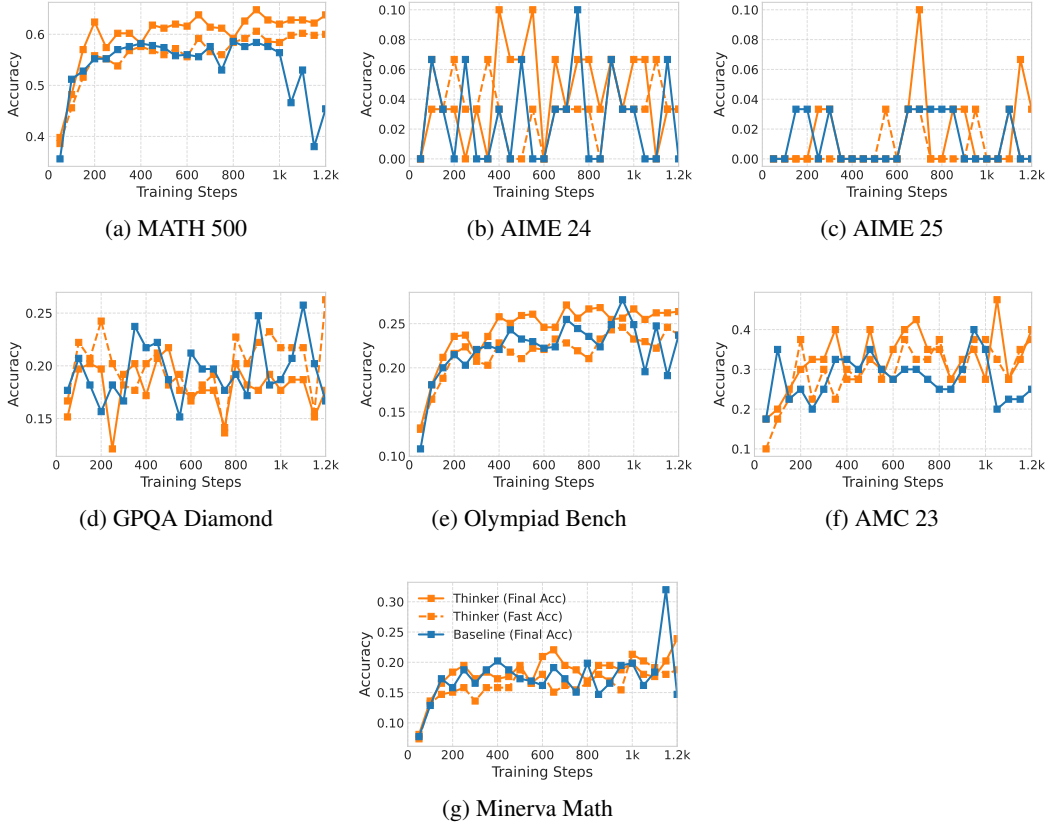 Accuracy
0.6
0.5
0.4
0 200 400 600 800 1k 1.2k
Training Steps
(a) MATH 500
Accuracy
0.10
0.08
0.06
0.04
0.02
0.00
0 200 400 600 800 1k 1.2k
Training Steps
(b) AIME 24
Accuracy
0.10
0.08
0.06
0.04
0.02
0.00
0 200 400 600 800 1k 1.2k
Training Steps
(c) AIME 25
Accuracy
0.25
0.20
0.15
0 200 400 600 800 1k 1.2k
Training Steps
(d) GPQA Diamond
Accuracy
0.25
0.20
0.15
0.10
0 200 400 600 800 1k 1.2k
Training Steps
(e) Olympiad Bench
Accuracy
0.4
0.3
0.2
0.1
0 200 400 600 800 1k 1.2k
Training Steps
(f) AMC 23
Accuracy
0.30
0.25
0.20
0.15
0.10
Thinker (Final Acc)
Thinker (Fast Acc)
Baseline (Final Acc)
0 200 400 600 800 1k 1.2k
Training Steps
(g) Minerva Math